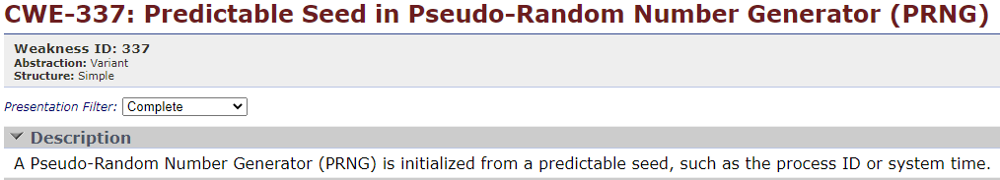 CWE-337: Predictable Seed in Pseudo-Random Number Generator (PRNG)
Weakness ID: 337
Abstraction: Variant
Structure: Simple
Presentation Filter: Complete
Description
A Pseudo-Random Number Generator (PRNG) is initialized from a predictable seed, such as the process ID or system time.